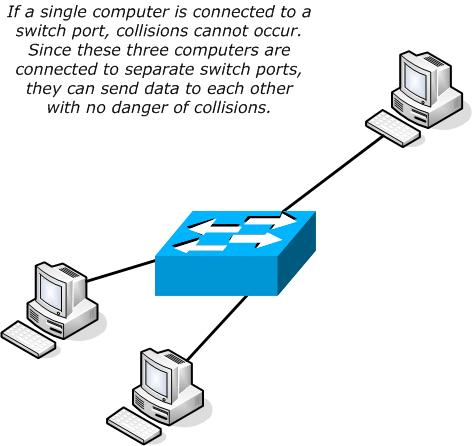 If a single computer is connected to a
switch port, collisions cannot occur.
Since these three computers are
connected to separate switch ports,
they can send data to each other
with no danger of collisions.